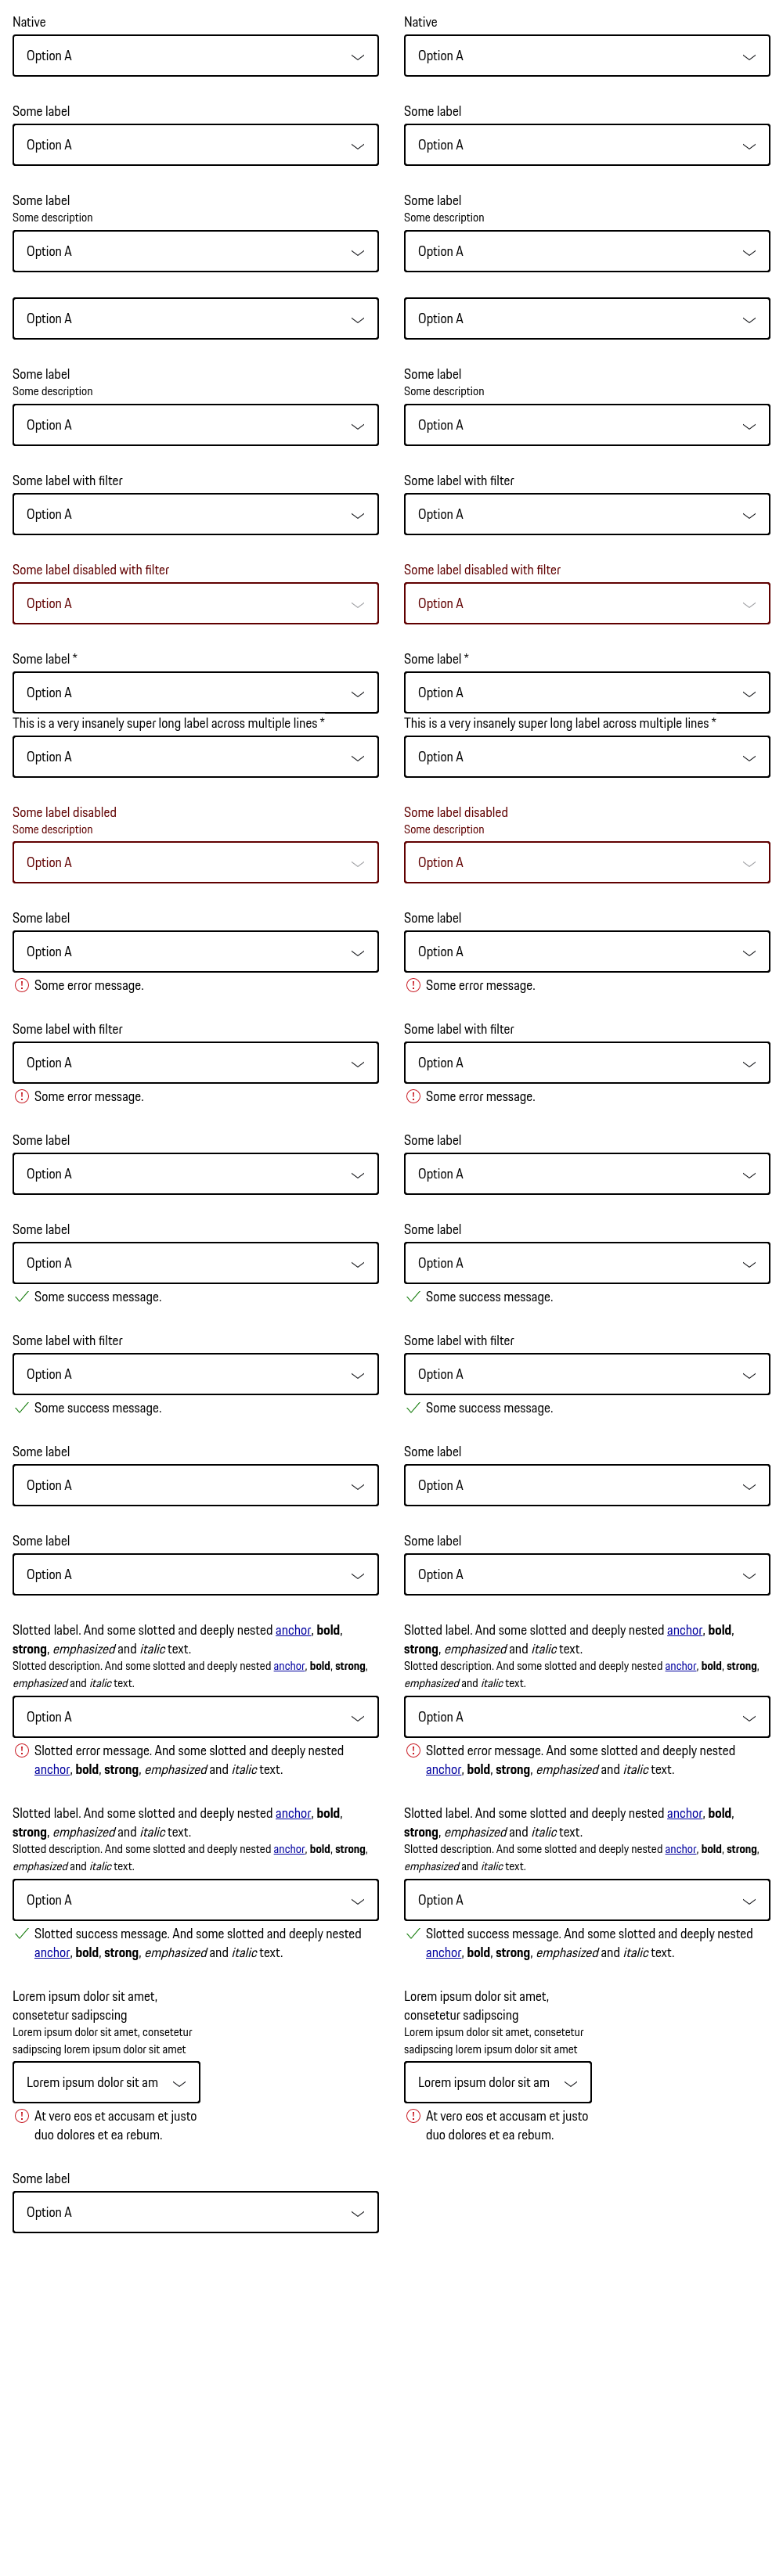 Native
Option A
Some label
Option A
Some label
Some description
Option A
Option A
Some label
Some description
Option A
Some label with filter
Option A
Some label disabled with filter
Option A
Some label *
Option A
This is a very insanely super long label across multiple lines *
Option A
Some label disabled
Some description
Option A
Some label
Option A
Some error message.
Some label with filter
Option A
Some error message.
Some label
Option A
Some label
Option A
Some success message.
Some label with filter
Option A
Some success message.
Some label
Option A
Some label
Option A
Slotted label. And some slotted and deeply nested anchor, bold,
strong, emphasized and italic text.
Slotted description. And some slotted and deeply nested anchor, bold, strong,
emphasized and italic text.
Option A
Slotted error message. And some slotted and deeply nested
anchor, bold, strong, emphasized and italic text.
Slotted label. And some slotted and deeply nested anchor, bold,
strong, emphasized and italic text.
Slotted description. And some slotted and deeply nested anchor, bold, strong,
emphasized and italic text.
Option A
Slotted success message. And some slotted and deeply nested
anchor, bold, strong, emphasized and italic text.
Lorem ipsum dolor sit amet,
consetetur sadipscing
Lorem ipsum dolor sit amet, consetetur
sadipscing lorem ipsum dolor sit amet
Lorem ipsum dolor sit am
At vero eos et accusam et justo
duo dolores et ea rebum.
Some label
Option A
Native
Option A
Some label
Option A
Some label
Some description
Option A
Option A
Some label
Some description
Option A
Some label with filter
Option A
Some label disabled with filter
Option A
Some label *
Option A
This is a very insanely super long label across multiple lines *
Option A
Some label disabled
Some description
Option A
Some label
Option A
Some error message.
Some label with filter
Option A
Some error message.
Some label
Option A
Some label
Option A
Some success message.
Some label with filter
Option A
Some success message.
Some label
Option A
Some label
Option A
Slotted label. And some slotted and deeply nested anchor, bold,
strong, emphasized and italic text.
Slotted description. And some slotted and deeply nested anchor, bold, strong,
emphasized and italic text.
Option A
Slotted error message. And some slotted and deeply nested
anchor, bold, strong, emphasized and italic text.
Slotted label. And some slotted and deeply nested anchor, bold,
strong, emphasized and italic text.
Slotted description. And some slotted and deeply nested anchor, bold, strong,
emphasized and italic text.
Option A
Slotted success message. And some slotted and deeply nested
anchor, bold, strong, emphasized and italic text.
Lorem ipsum dolor sit amet,
consetetur sadipscing
Lorem ipsum dolor sit amet, consetetur
sadipscing lorem ipsum dolor sit amet
Lorem ipsum dolor sit am
At vero eos et accusam et justo
duo dolores et ea rebum.